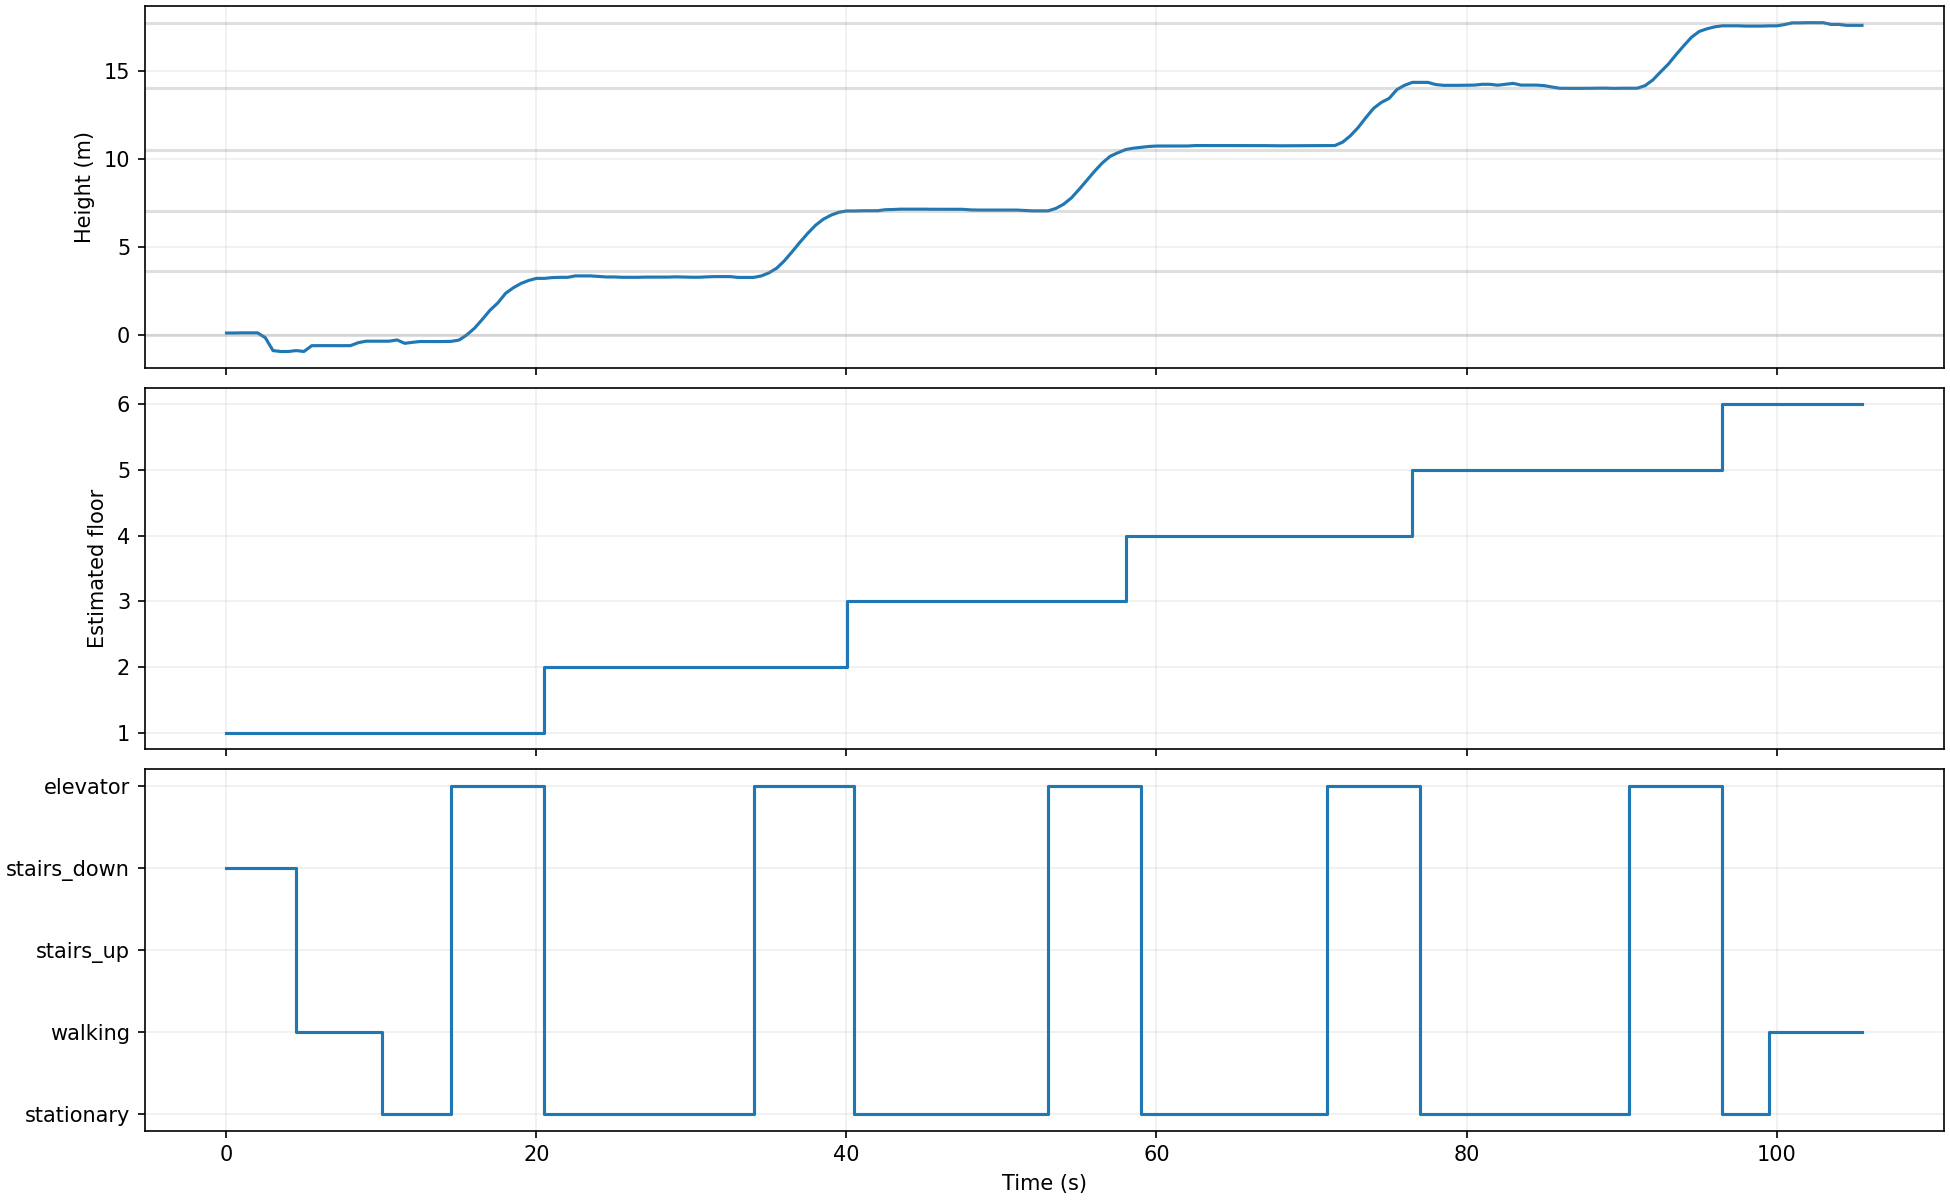 15
10
5
0
Height (m)
6
5
4
3
2
1
Estimated floor
elevator
stairs_down
stairs_up
walking
stationary
0 20 40 60 80 100
Time (s)